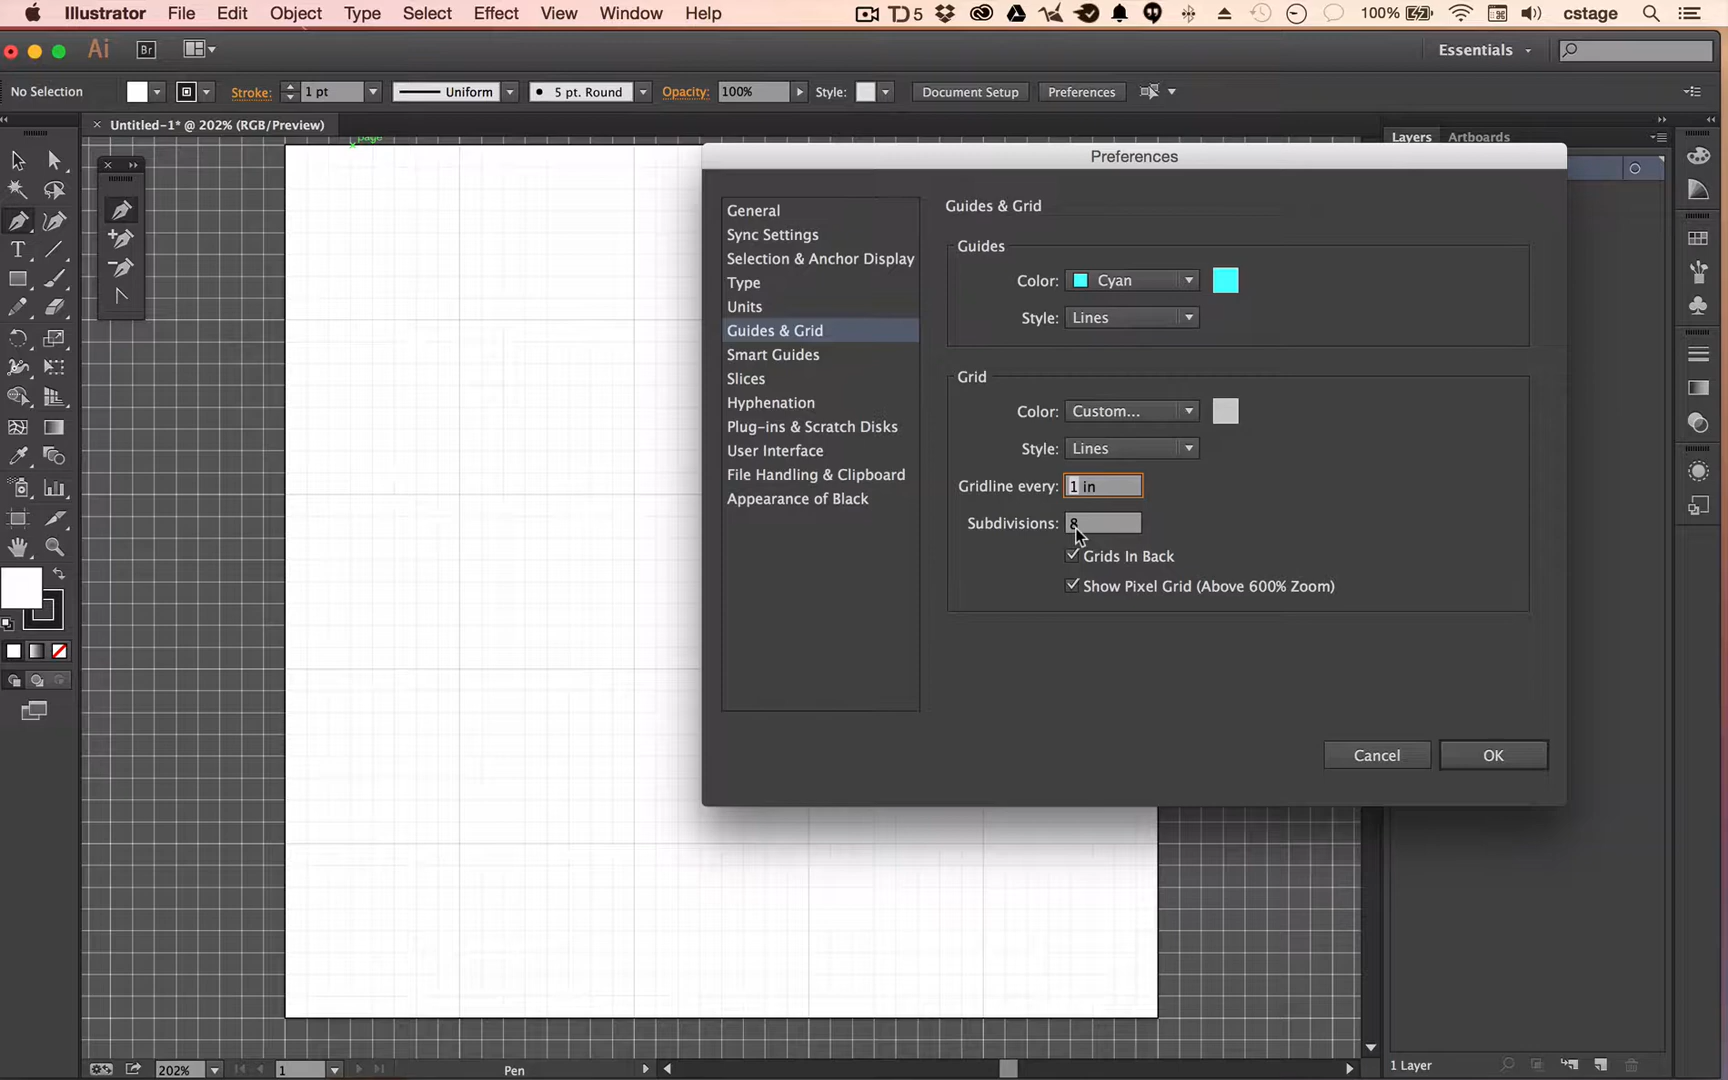 Illustrator File Edit Object Type Select Effect View Window Help TD 5 100% cstage
Ai Br Essentials
No Selection Stroke: 1 pt Uniform 5 pt. Round Opacity: 100% Style: Document Setup Preferences
× Untitled-1* @ 202% (RGB/Preview) Layers Artboards
page
Preferences
General
Sync Settings
Selection & Anchor Display
Type
Units
Guides & Grid
Smart Guides
Slices
Hyphenation
Plug-ins & Scratch Disks
User Interface
File Handling & Clipboard
Appearance of Black
Guides & Grid
Guides
Color: Cyan
Style: Lines
Grid
Color: Custom...
Style: Lines
Gridline every: 1 in
Subdivisions: 8
Grids In Back
Show Pixel Grid (Above 600% Zoom)
Cancel OK
202% 1 Pen 1 Layer